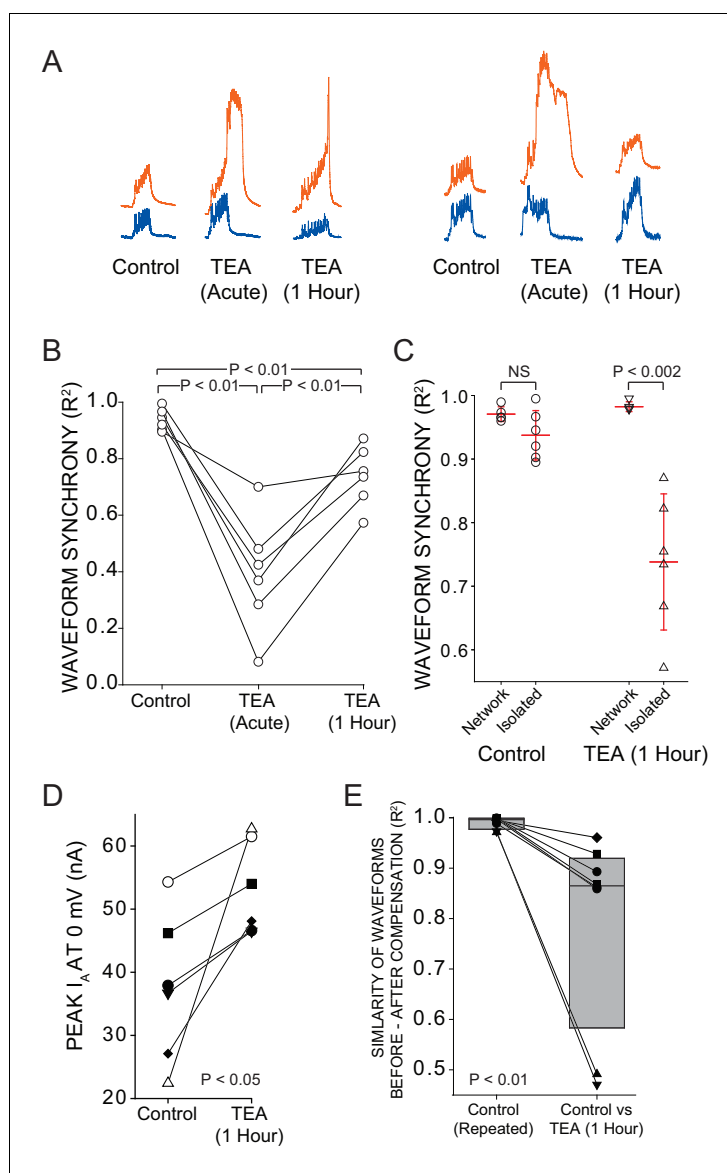 A
Control
TEA
(Acute)
TEA
(1 Hour)
Control
TEA
(Acute)
TEA
(1 Hour)
B
P < 0.01
P < 0.01
P < 0.01
WAVEFORM SYNCHRONY (R²)
1.0
0.8
0.6
0.4
0.2
0.0
Control
TEA
(Acute)
TEA
(1 Hour)
C
NS
P < 0.002
WAVEFORM SYNCHRONY (R²)
1.0
0.9
0.8
0.7
0.6
Network
Isolated
Network
Isolated
Control
TEA (1 Hour)
D
PEAK I_A AT 0 mV (nA)
60
50
40
30
20
P < 0.05
Control
TEA
(1 Hour)
E
SIMLARITY OF WAVEFORMS
BEFORE - AFTER COMPENSATION (R²)
1.0
0.9
0.8
0.7
0.6
0.5
P < 0.01
Control
(Repeated)
Control vs
TEA (1 Hour)